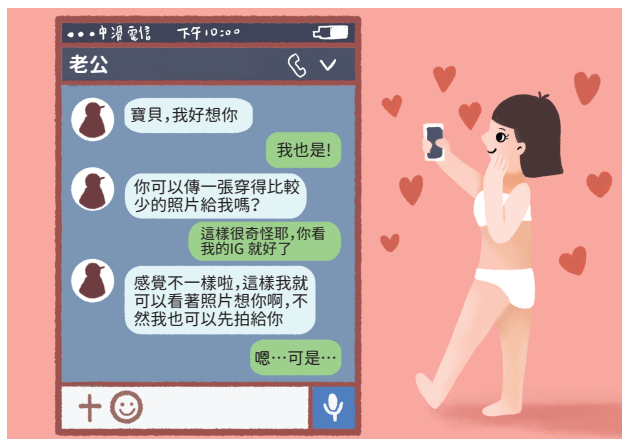 中滑電信 下午10:00
老公
寶貝,我好想你
我也是!
你可以傳一張穿得比較
少的照片給我嗎?
這樣很奇怪耶,你看
我的IG 就好了
感覺不一樣啦,這樣我就
可以看著照片想你啊,不
然我也可以先拍給你
嗯…可是…